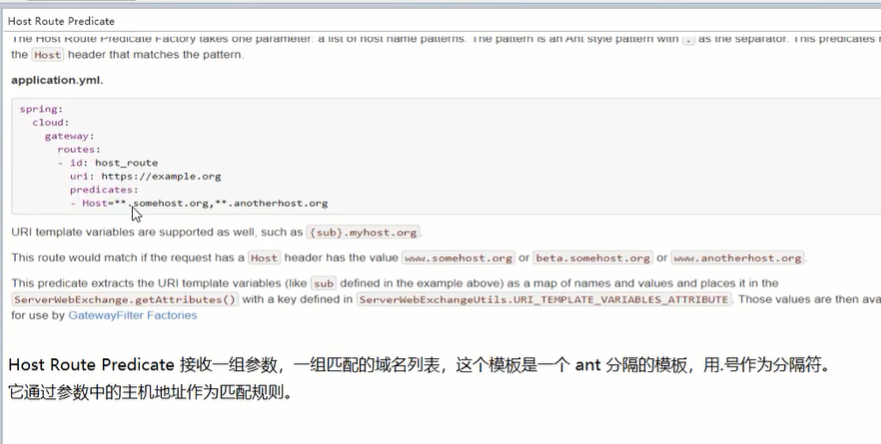 Host Route Predicate
The Host Route Predicate Factory takes one parameter: a list of host name patterns. The pattern is an Ant style pattern with . as the separator. This predicates
the Host header that matches the pattern.
application.yml.
spring:
  cloud:
    gateway:
      routes:
      - id: host_route
        uri: https://example.org
        predicates:
        - Host=**.somehost.org,**.anotherhost.org
URI template variables are supported as well, such as {sub}.myhost.org.
This route would match if the request has a Host header has the value www.somehost.org or beta.somehost.org or www.anotherhost.org.
This predicate extracts the URI template variables (like sub defined in the example above) as a map of names and values and places it in the
ServerWebExchange.getAttributes() with a key defined in ServerWebExchangeUtils.URI_TEMPLATE_VARIABLES_ATTRIBUTE. Those values are then
for use by GatewayFilter Factories
Host Route Predicate 接收一组参数，一组匹配的域名列表，这个模板是一个 ant 分隔的模板，用.号作为分隔符。
它通过参数中的主机地址作为匹配规则。